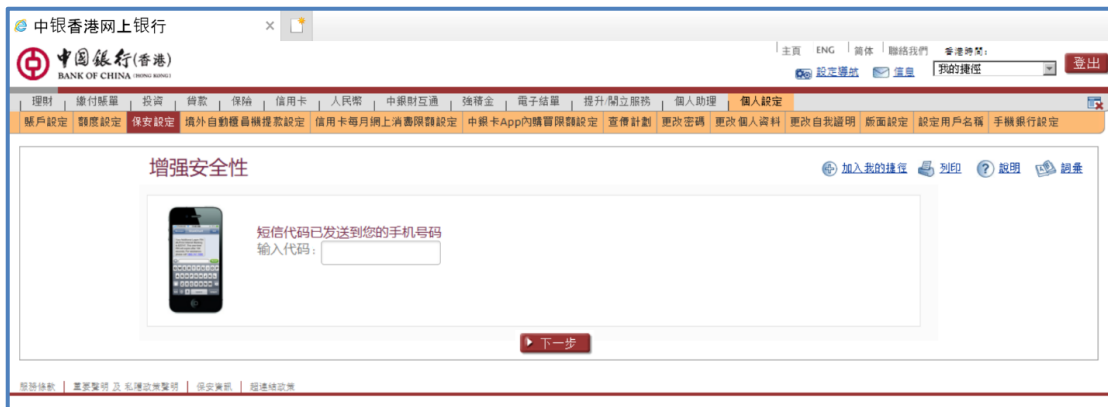 中银香港网上银行
中國銀行(香港)
BANK OF CHINA (HONG KONG)
主頁 ENG 简体 聯絡我們 香港時間:
設定導航 信息 我的捷徑 登出
理財 繳付賬單 投資 貸款 保險 信用卡 人民幣 中銀財互通 強積金 電子結單 提升/開立服務 個人助理 個人設定
賬戶設定 額度設定 保安設定 境外自動櫃員機提款設定 信用卡每月網上消費限額設定 中銀卡App內購買限額設定 查價計劃 更改密碼 更改個人資料 更改自我證明 版面設定 設定用戶名稱 手機銀行設定
增强安全性
加入我的捷徑 列印 說明 詞彙
短信代码已发送到您的手机号码
输入代码:
下一步
服務條款 重要聲明 及 私隱政策聲明 保安資訊 超連結政策